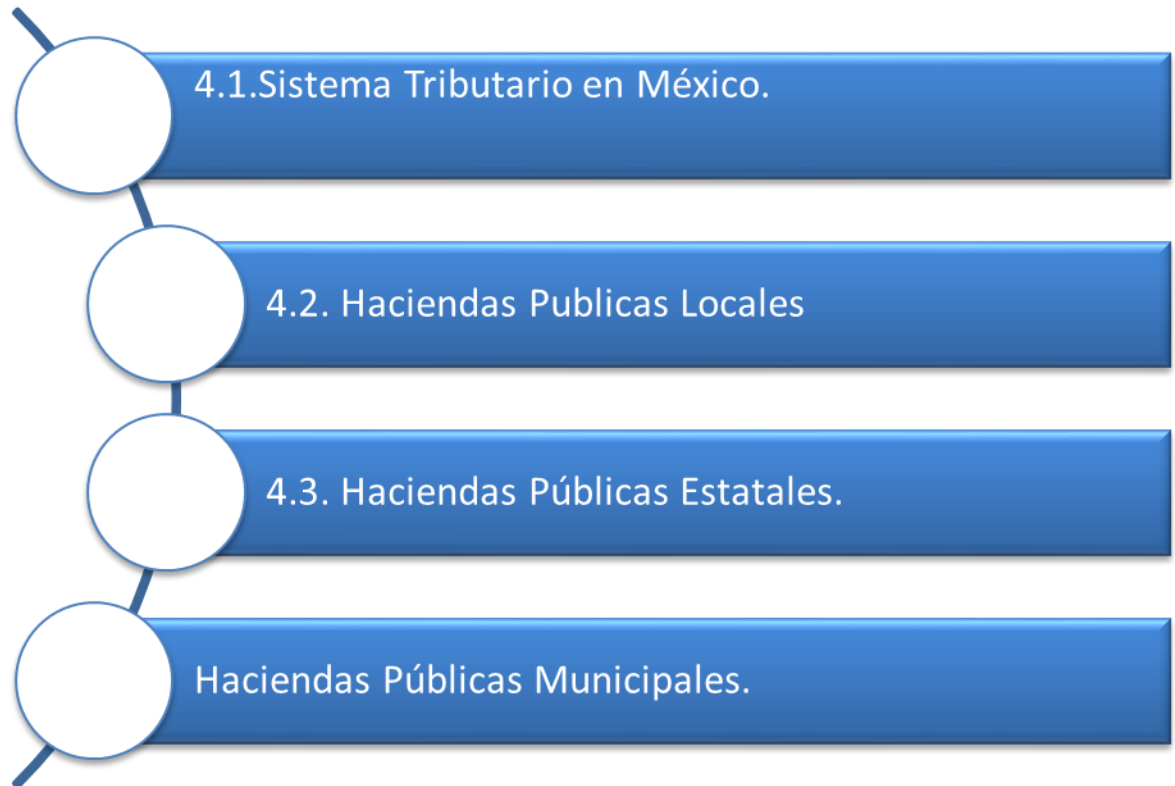 4.1.Sistema Tributario en México.
4.2. Haciendas Publicas Locales
4.3. Haciendas Públicas Estatales.
Haciendas Públicas Municipales.